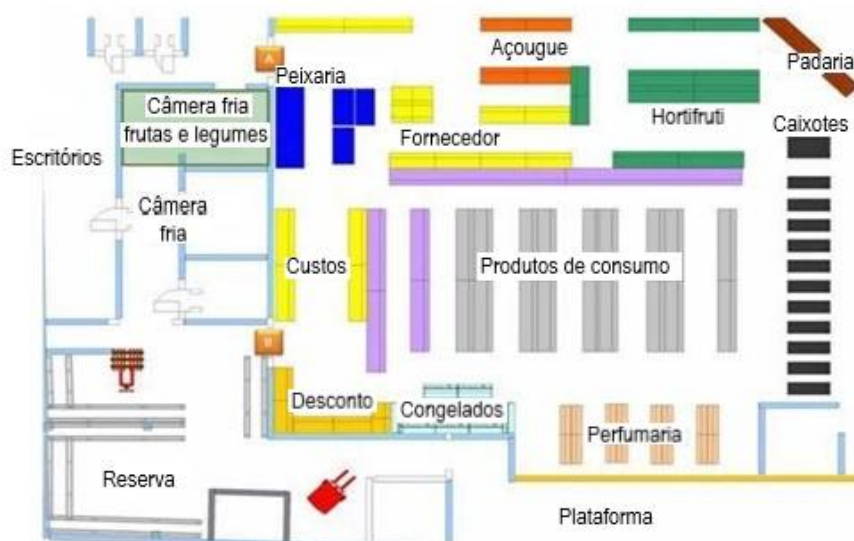 Açougue
A
Peixaria
Padaria
Câmera fria
frutas e legumes
Hortifruti
Caixotes
Fornecedor
Escritórios
Câmera
fria
Custos
Produtos de consumo
Desconto
Congelados
Perfumaria
Reserva
Plataforma